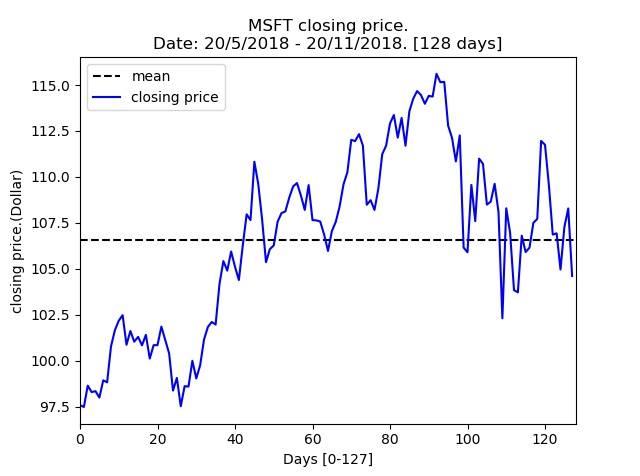 MSFT closing price.
Date: 20/5/2018 - 20/11/2018. [128 days]
mean
closing price
closing price.(Dollar)
115.0
112.5
110.0
107.5
105.0
102.5
100.0
97.5
0 20 40 60 80 100 120
Days [0-127]